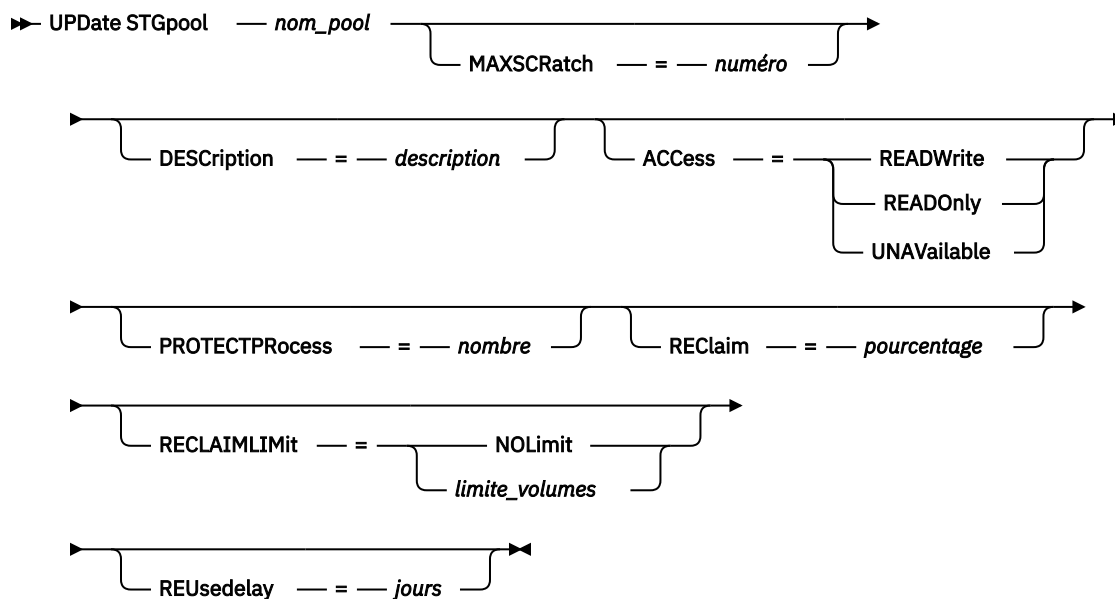 UPDate STGpool — nom_pool
MAXSCRatch — = — numéro
DESCription — = — description ACCess — = READWrite
READOnly
UNAVailable
PROTECTPRocess — = — nombre REClaim — = — pourcentage
RECLAIMLIMit — = NOLimit
limite_volumes
REUsedelay — = — jours